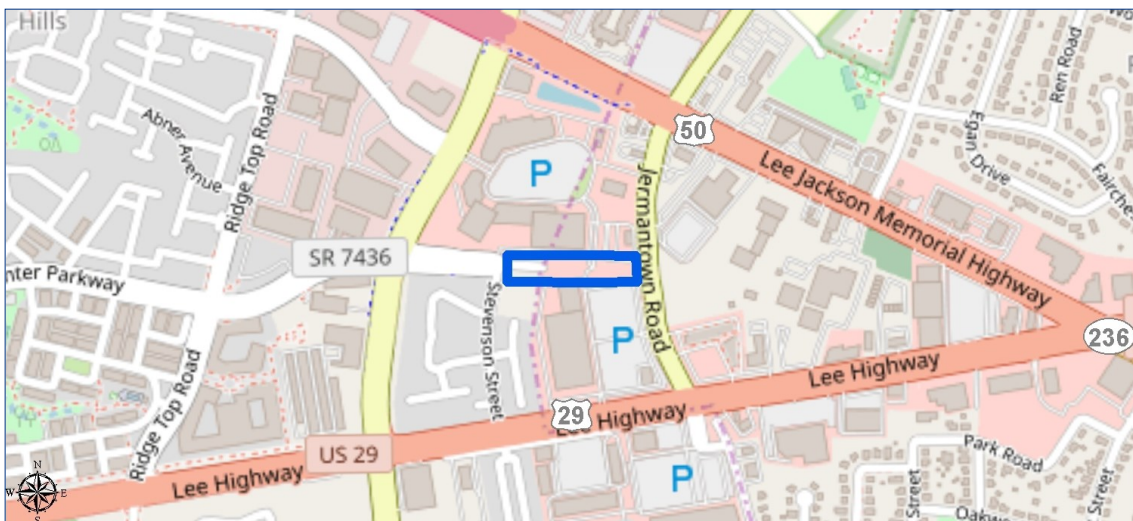 Hills
Ren Road
Abner Avenue
Ridge Top Road
50
P
Egan Drive
Jermantown Road
Lee Jackson Memorial Highway
SR 7436
nter Parkway
Stevenson Street
P
236
Lee Highway
29
Highway
US 29
Ridge Top Road
Lee Highway
Park Road
P
Street
Street
N
W
E
S